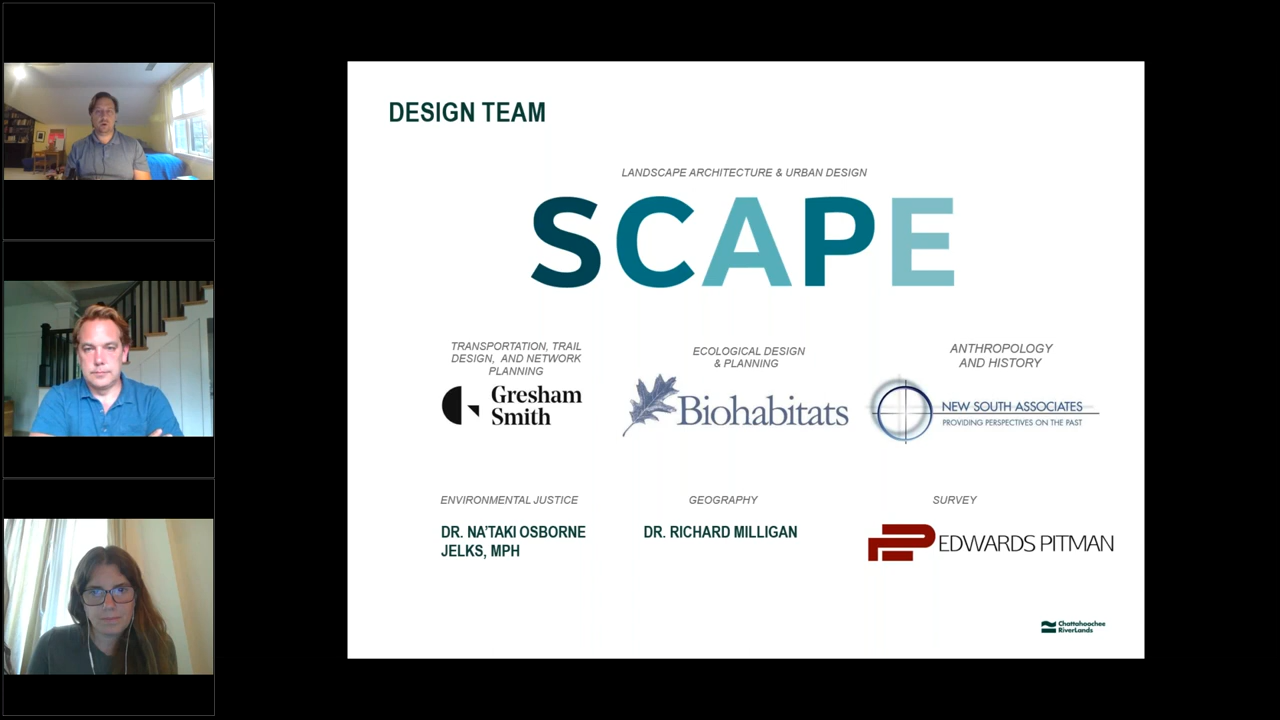 DESIGN TEAM
LANDSCAPE ARCHITECTURE & URBAN DESIGN
SCAPE
TRANSPORTATION, TRAIL
DESIGN, AND NETWORK
PLANNING
Gresham
Smith
ECOLOGICAL DESIGN
& PLANNING
Biohabitats
ANTHROPOLOGY
AND HISTORY
NEW SOUTH ASSOCIATES
PROVIDING PERSPECTIVES ON THE PAST
ENVIRONMENTAL JUSTICE
DR. NA'TAKI OSBORNE
JELKS, MPH
GEOGRAPHY
DR. RICHARD MILLIGAN
SURVEY
EDWARDS PITMAN
Chattahoochee
RiverLands